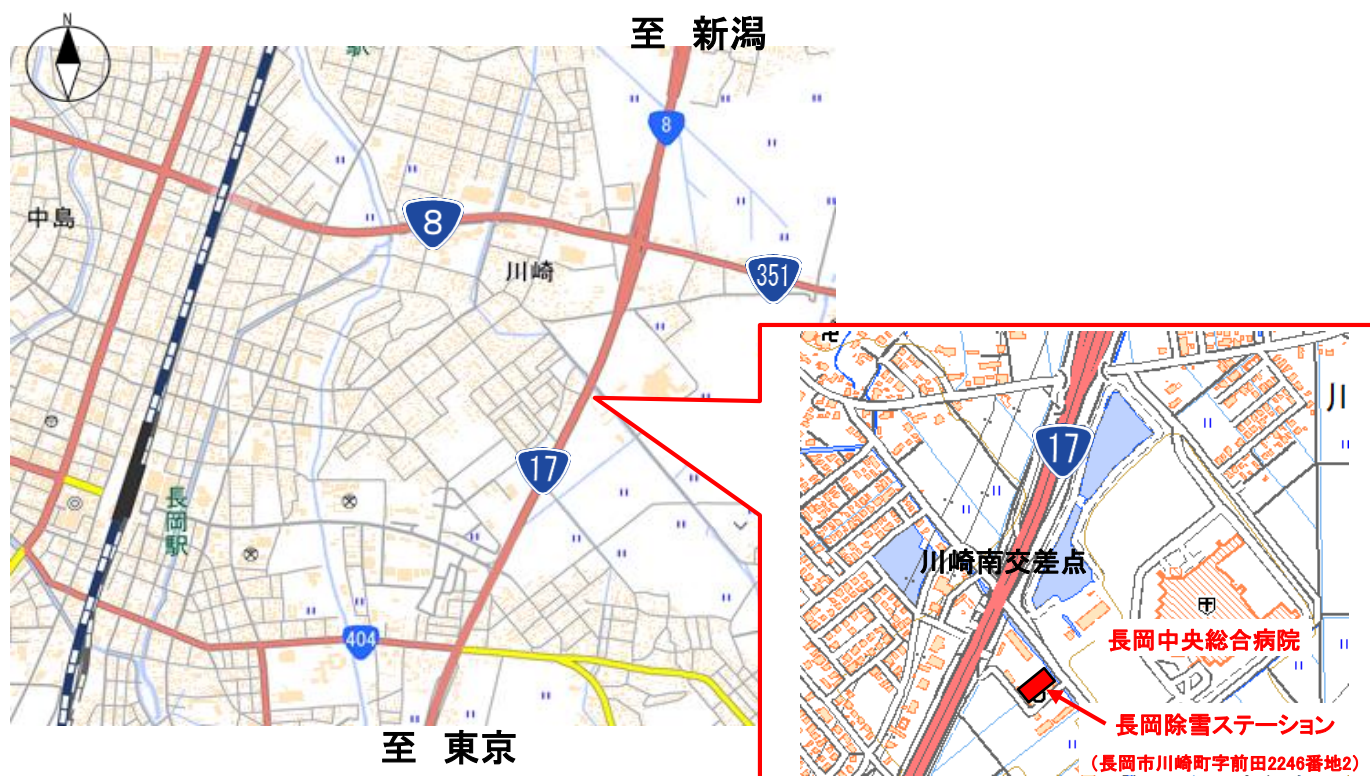 N
至 新潟
駅
8
中島
8
川崎
351
17
川
17
長岡駅
川崎南交差点
404
長岡中央総合病院
長岡除雪ステーション
至 東京
（長岡市川崎町字前田2246番地2）